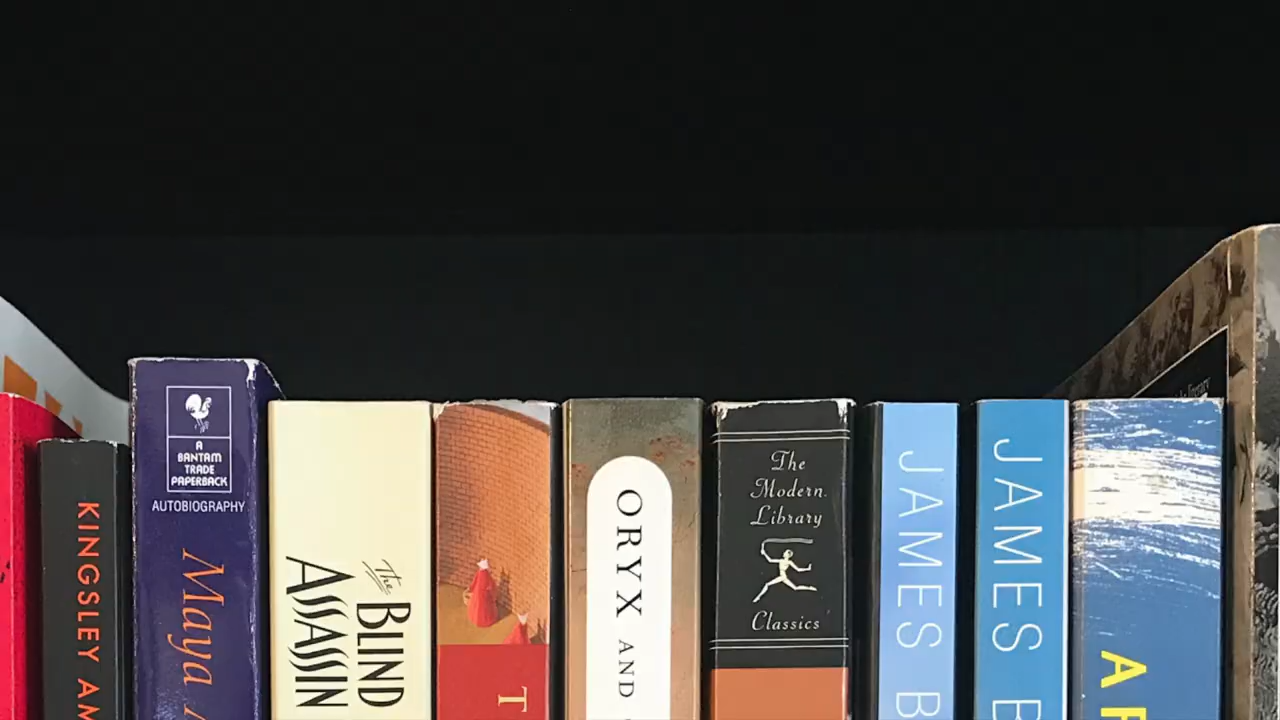 KINGSLEY AM
A
BANTAM
TRADE
PAPERBACK
AUTOBIOGRAPHY
Maya
The BLIND
ASSASSIN
T
ORYX AND
The
Modern
Library
Classics
JAMES B
JAMES B
A